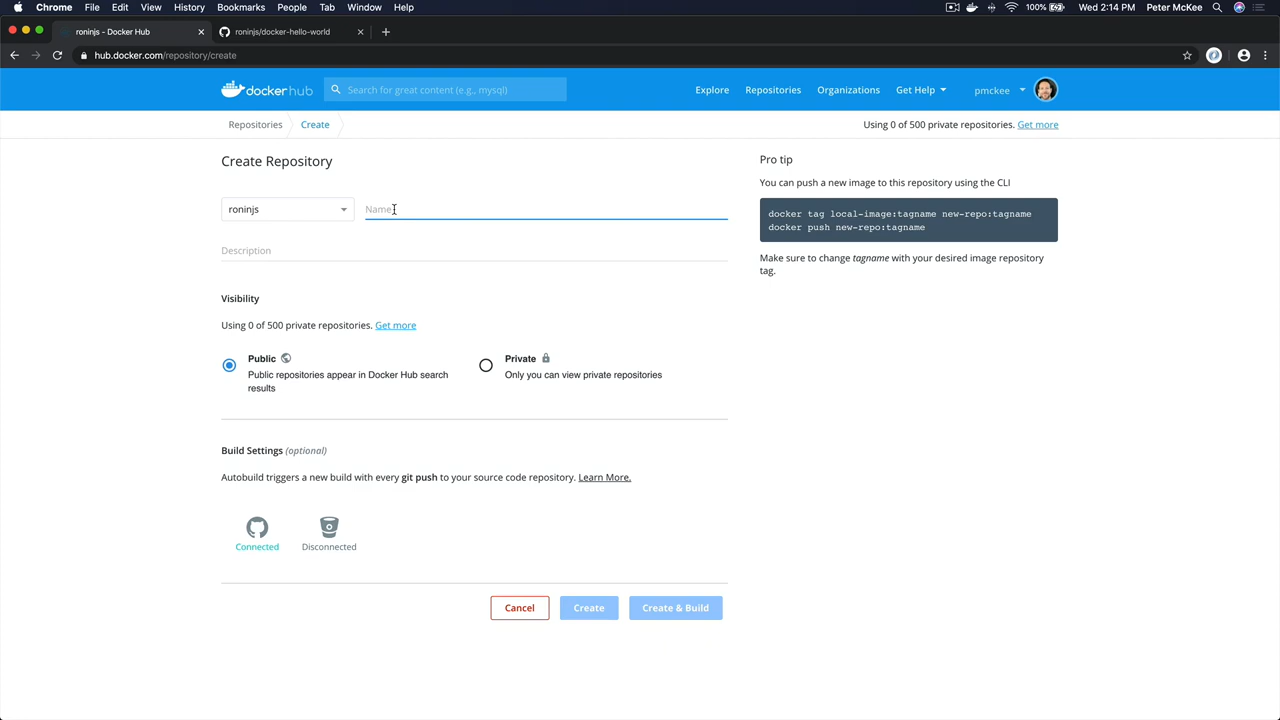 Chrome File Edit View History Bookmarks People Tab Window Help 100% Wed 2:14 PM Peter McKee
roninjs - Docker Hub roninjs/docker-hello-world
hub.docker.com/repository/create
dockerhub Search for great content (e.g., mysql) Explore Repositories Organizations Get Help pmckee
Repositories Create Using 0 of 500 private repositories. Get more
Create Repository
roninjs Name
Description
Visibility
Using 0 of 500 private repositories. Get more
Public
Public repositories appear in Docker Hub search
results
Private
Only you can view private repositories
Build Settings (optional)
Autobuild triggers a new build with every git push to your source code repository. Learn More.
Connected Disconnected
Cancel Create Create & Build
Pro tip
You can push a new image to this repository using the CLI
docker tag local-image:tagname new-repo:tagname
docker push new-repo:tagname
Make sure to change tagname with your desired image repository
tag.